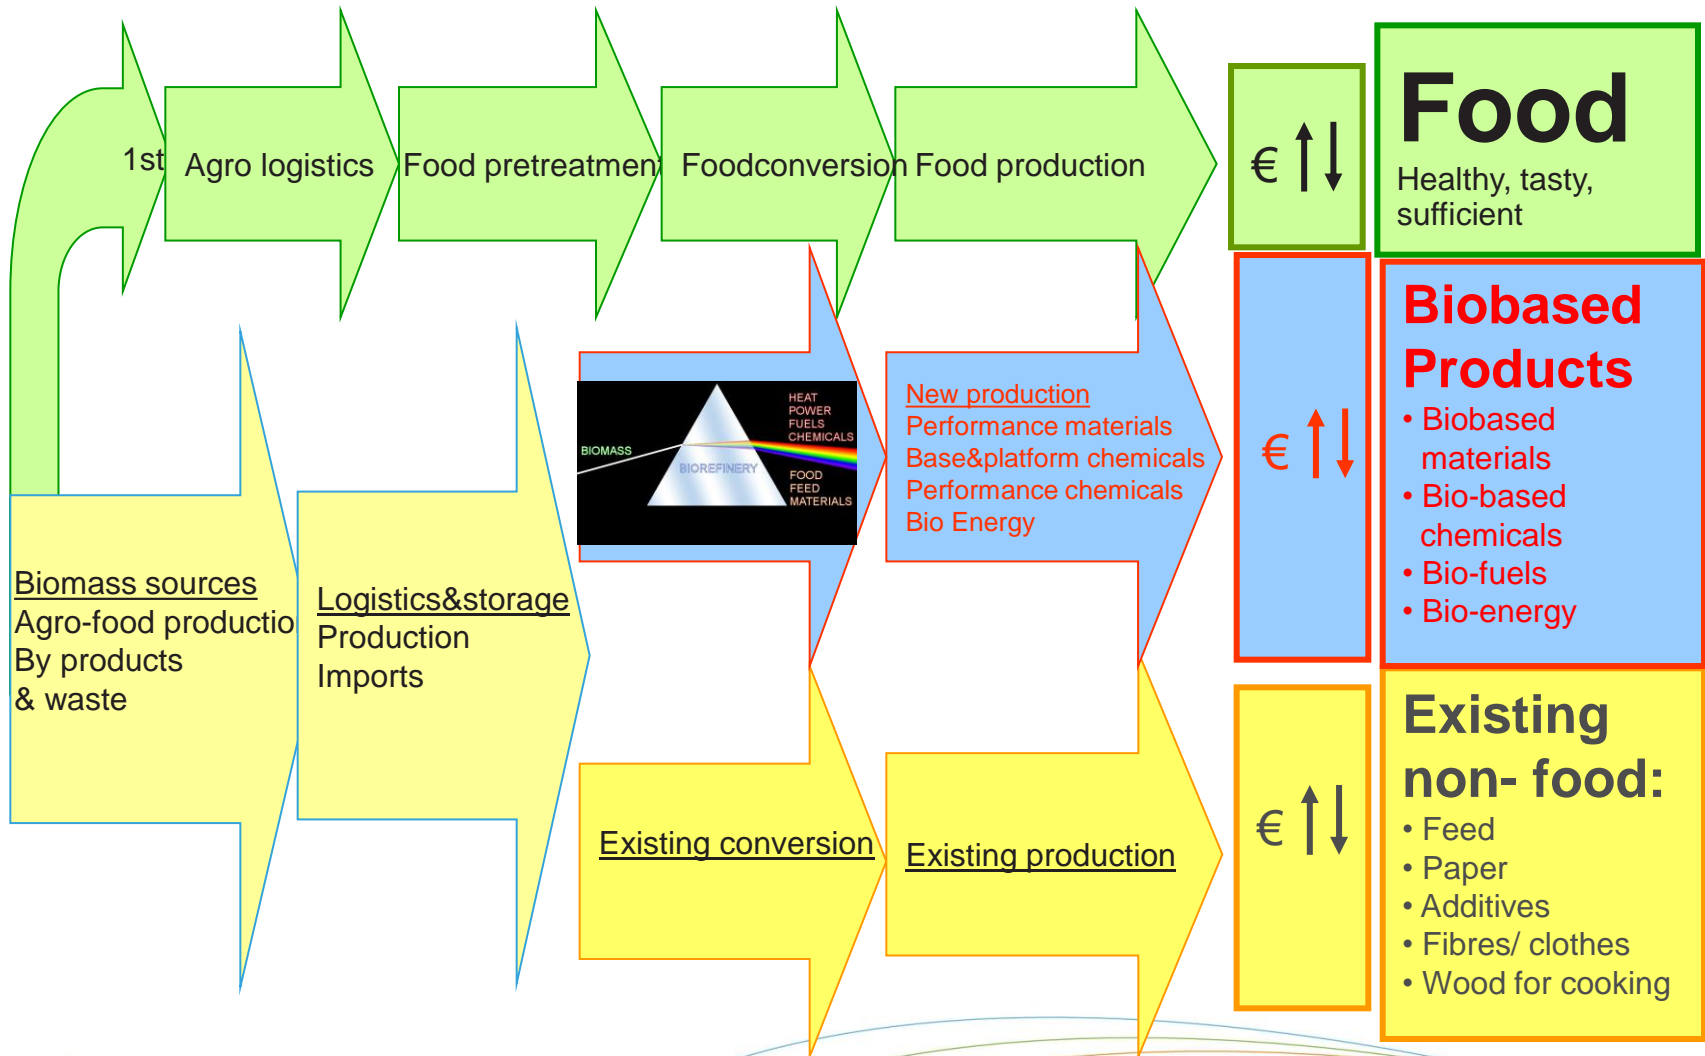 1st
Agro logistics
Food pretreatment
Foodconversion
Food production
€
Food
Healthy, tasty,
sufficient
BIOMASS
BIOREFINERY
HEAT
POWER
FUELS
CHEMICALS
FOOD
FEED
MATERIALS
New production
Performance materials
Base&platform chemicals
Performance chemicals
Bio Energy
€
Biobased
Products
• Biobased
materials
• Bio-based
chemicals
• Bio-fuels
• Bio-energy
Biomass sources
Agro-food productio
By products
& waste
Logistics&storage
Production
Imports
Existing conversion
Existing production
€
Existing
non- food:
• Feed
• Paper
• Additives
• Fibres/ clothes
• Wood for cooking